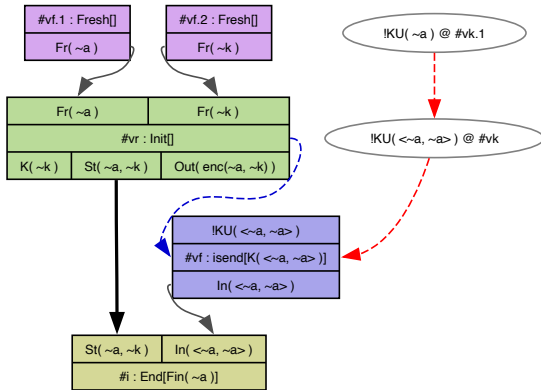 #vf.1 : Fresh[]
Fr( ~a )
#vf.2 : Fresh[]
Fr( ~k )
!KU( ~a ) @ #vk.1
Fr( ~a )
Fr( ~k )
#vr : Init[]
K( ~k )
St( ~a, ~k )
Out( enc(~a, ~k) )
!KU( <~a, ~a> ) @ #vk
!KU( <~a, ~a> )
#vf : isend[K( <~a, ~a> )]
In( <~a, ~a> )
St( ~a, ~k )
In( <~a, ~a> )
#i : End[Fin( ~a )]